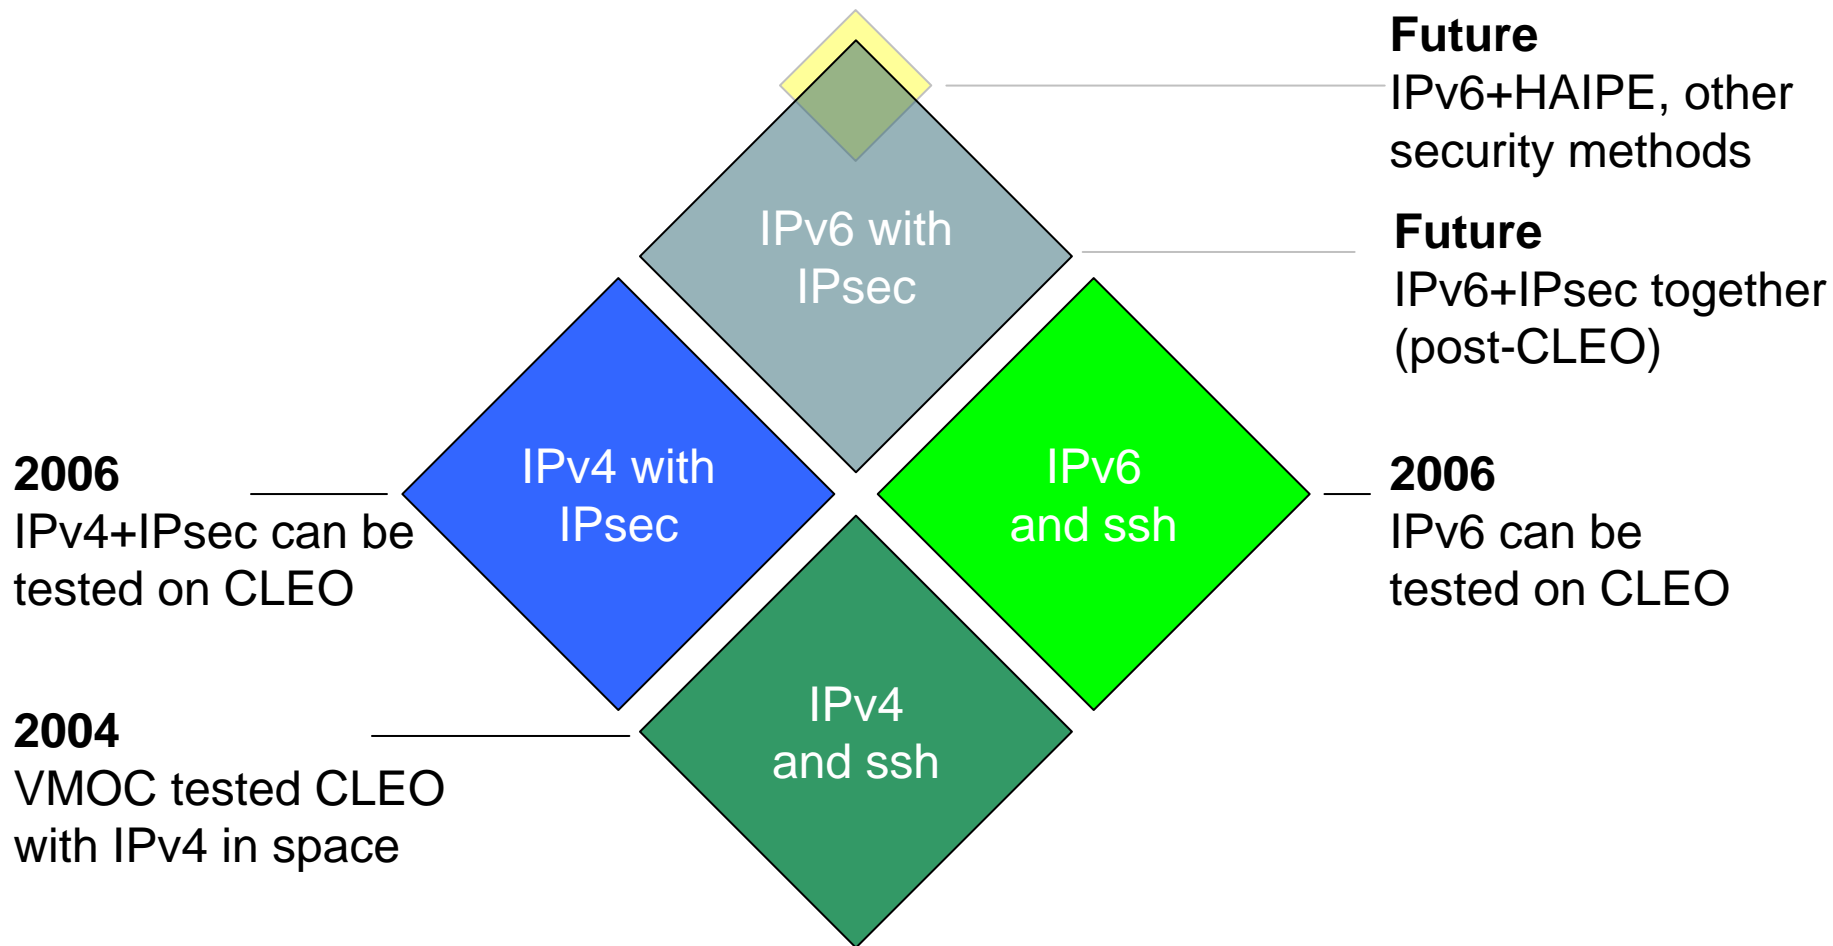 Future
IPv6+HAIPE, other
security methods
IPv6 with
IPsec
Future
IPv6+IPsec together
(post-CLEO)
2006
IPv4+IPsec can be
tested on CLEO
IPv4 with
IPsec
IPv6
and ssh
2006
IPv6 can be
tested on CLEO
2004
VMOC tested CLEO
with IPv4 in space
IPv4
and ssh